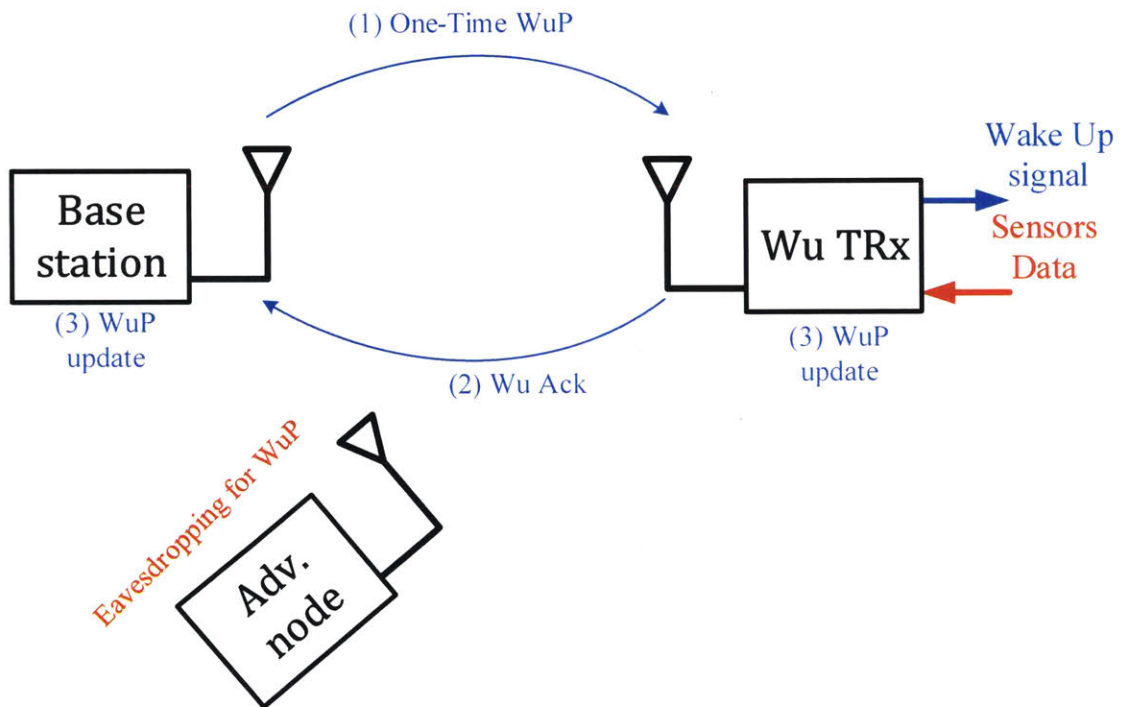 (1) One-Time WuP
Base
station
(3) WuP
update
Wu TRx
(3) WuP
update
Wake Up
signal
Sensors
Data
(2) Wu Ack
Eavesdropping for WuP
Adv.
node